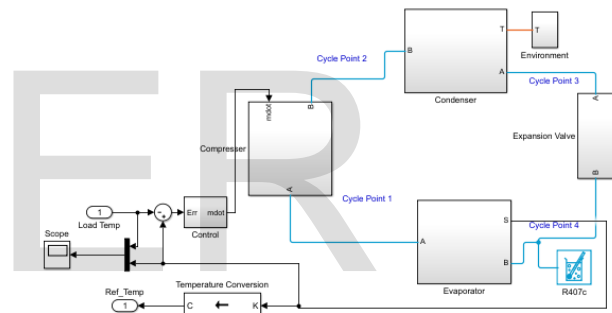 ER
Cycle Point 2
B
Condenser
T
A
T
Environment
Cycle Point 3
mdot
B
Compresser
A
A
Expansion Valve
B
Cycle Point 1
1
Load Temp
-
+
Err
mdot
Control
Scope
A
S
B
Evaporator
Cycle Point 4
R407c
Ref_Temp
1
Temperature Conversion
C
K